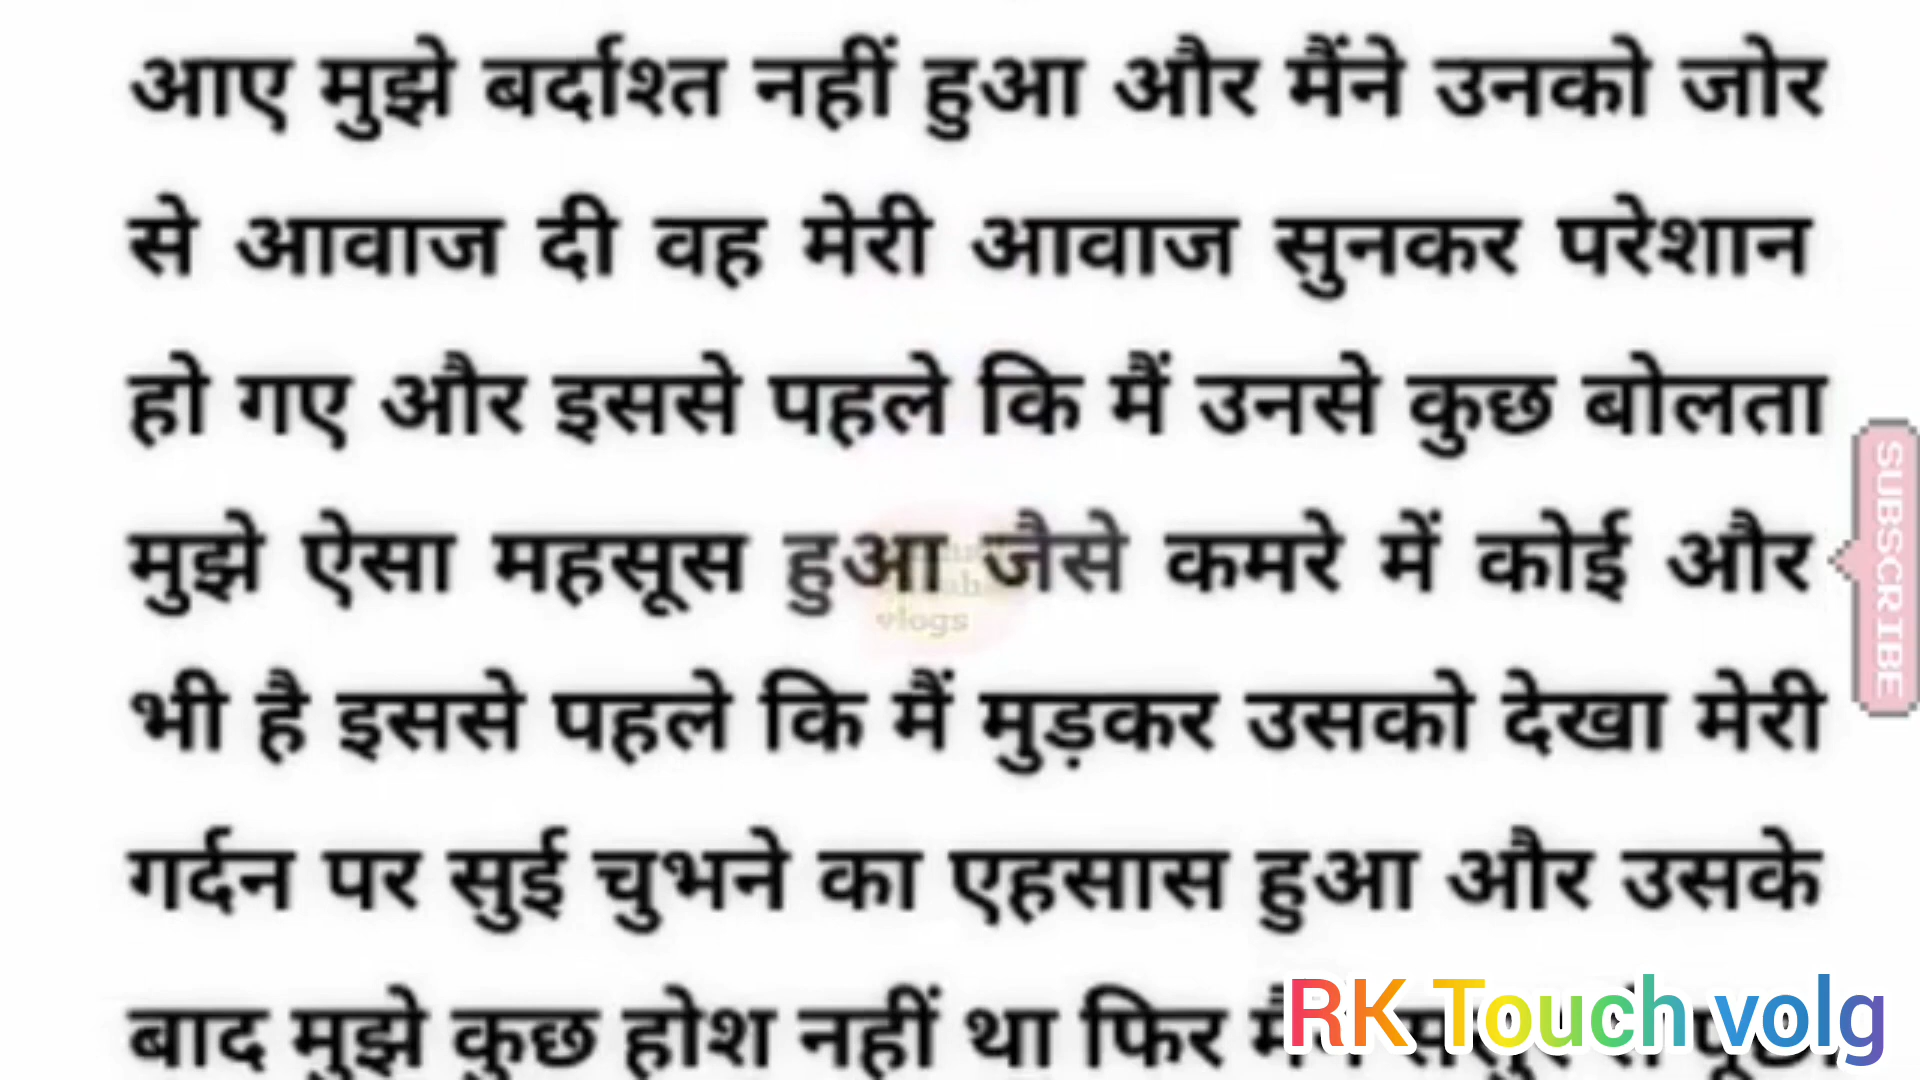 आए मुझे बर्दाश्त नहीं हुआ और मैंने उनको जोर
से आवाज दी वह मेरी आवाज सुनकर परेशान
हो गए और इससे पहले कि मैं उनसे कुछ बोलता
मुझे ऐसा महसूस हुआ जैसे कमरे में कोई और
भी है इससे पहले कि मैं मुड़कर उसको देखा मेरी
गर्दन पर सुई चुभने का एहसास हुआ और उसके
बाद मुझे कुछ होश नहीं था फिर
vlogs
SUBSCRIBE
RK Touch volg